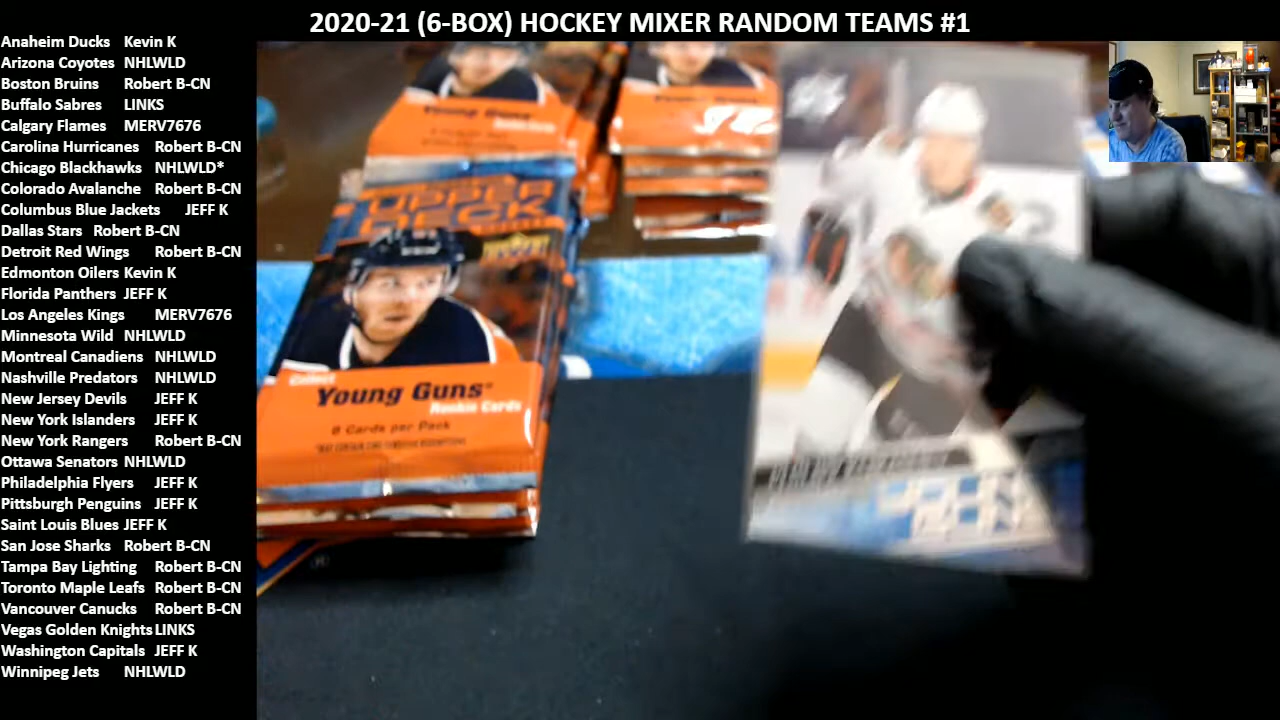 2020-21 (6-BOX) HOCKEY MIXER RANDOM TEAMS #1
Anaheim Ducks Kevin K
Arizona Coyotes NHLWLD
Boston Bruins Robert B-CN
Buffalo Sabres LINKS
Calgary Flames MERV7676
Carolina Hurricanes Robert B-CN
Chicago Blackhawks NHLWLD*
Colorado Avalanche Robert B-CN
Columbus Blue Jackets JEFF K
Dallas Stars Robert B-CN
Detroit Red Wings Robert B-CN
Edmonton Oilers Kevin K
Florida Panthers JEFF K
Los Angeles Kings MERV7676
Minnesota Wild NHLWLD
Montreal Canadiens NHLWLD
Nashville Predators NHLWLD
New Jersey Devils JEFF K
New York Islanders JEFF K
New York Rangers Robert B-CN
Ottawa Senators NHLWLD
Philadelphia Flyers JEFF K
Pittsburgh Penguins JEFF K
Saint Louis Blues JEFF K
San Jose Sharks Robert B-CN
Tampa Bay Lighting Robert B-CN
Toronto Maple Leafs Robert B-CN
Vancouver Canucks Robert B-CN
Vegas Golden Knights LINKS
Washington Capitals JEFF K
Winnipeg Jets NHLWLD
Young Guns
UPPER DECK
Collect
Young Guns
Rookie Cards
8 Cards per Pack